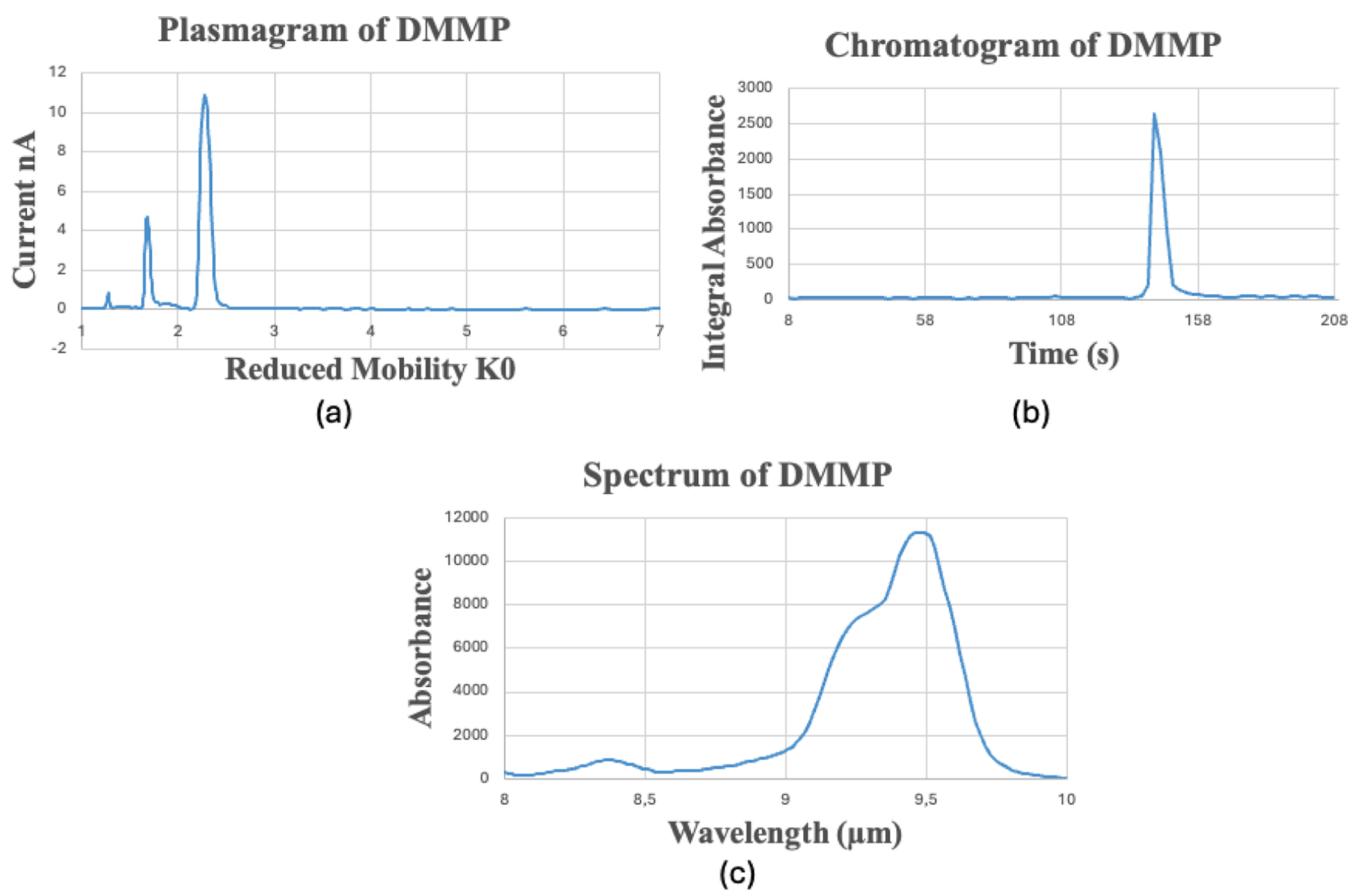 Plasmagram of DMMP
Current nA
12
10
8
6
4
2
0
-2
1 2 3 4 5 6 7
Reduced Mobility K0
(a)
Chromatogram of DMMP
Integral Absorbance
3000
2500
2000
1500
1000
500
0
8 58 108 158 208
Time (s)
(b)
Spectrum of DMMP
Absorbance
12000
10000
8000
6000
4000
2000
0
8 8,5 9 9,5 10
Wavelength (μm)
(c)